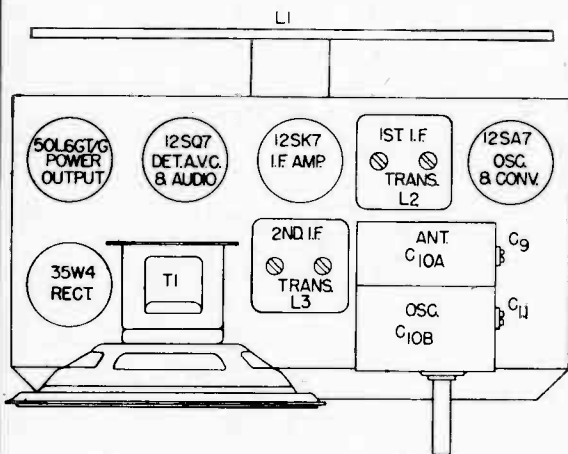 L1
50L6GT/G
POWER
OUTPUT
12SQ7
DET. A.V.C.
& AUDIO
12SK7
I.F. AMP.
1ST I.F.
TRANS.
L2
12SA7
OSC.
& CONV.
35W4
RECT.
T1
2ND. I.F.
TRANS.
L3
ANT.
C10A
C9
OSC.
C10B
C11